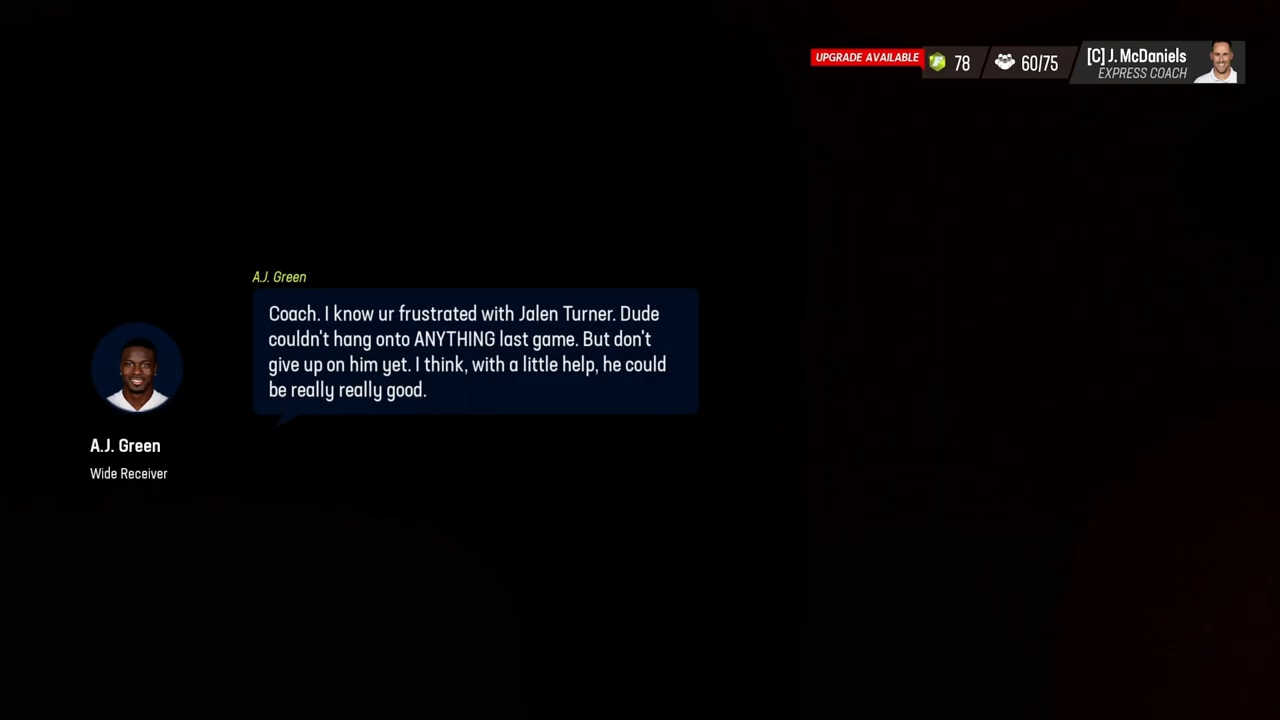 UPGRADE AVAILABLE 78 60/75 [C] J. McDaniels
EXPRESS COACH
A.J. Green
Coach. I know ur frustrated with Jalen Turner. Dude
couldn't hang onto ANYTHING last game. But don't
give up on him yet. I think, with a little help, he could
be really really good.
A.J. Green
Wide Receiver